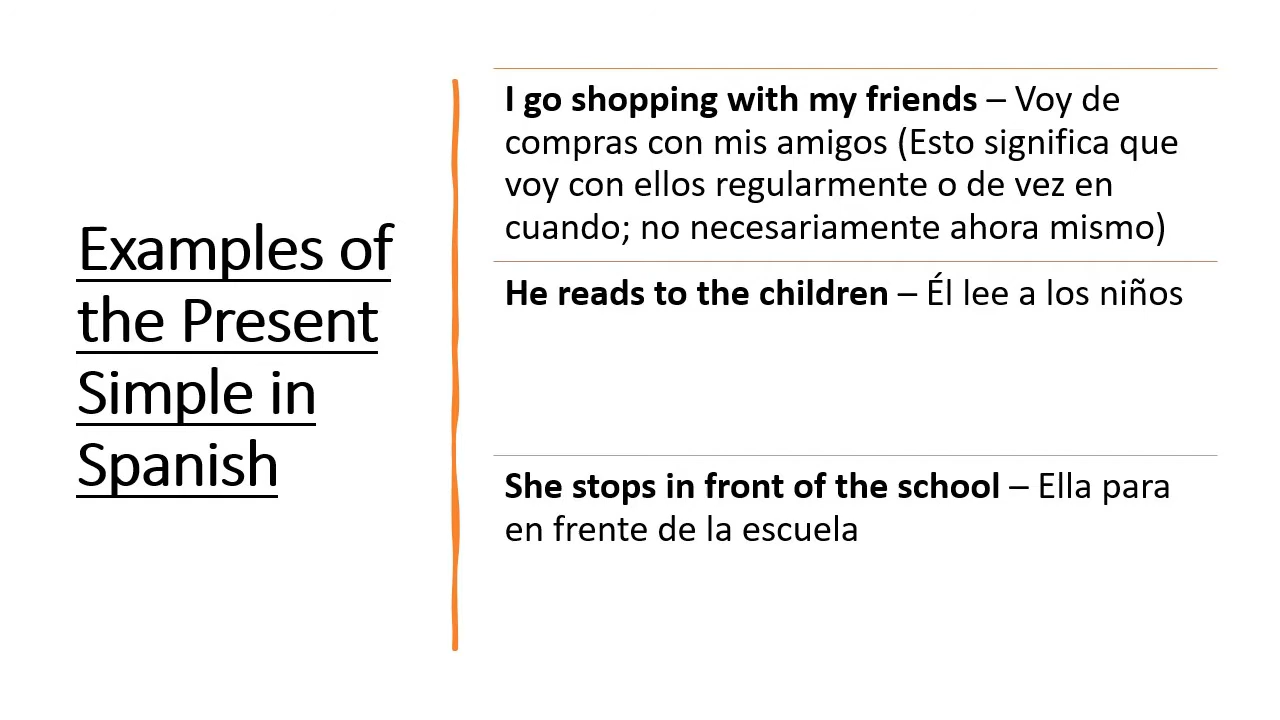 Examples of
the Present
Simple in
Spanish
I go shopping with my friends – Voy de
compras con mis amigos (Esto significa que
voy con ellos regularmente o de vez en
cuando; no necesariamente ahora mismo)
He reads to the children – Él lee a los niños
She stops in front of the school – Ella para
en frente de la escuela